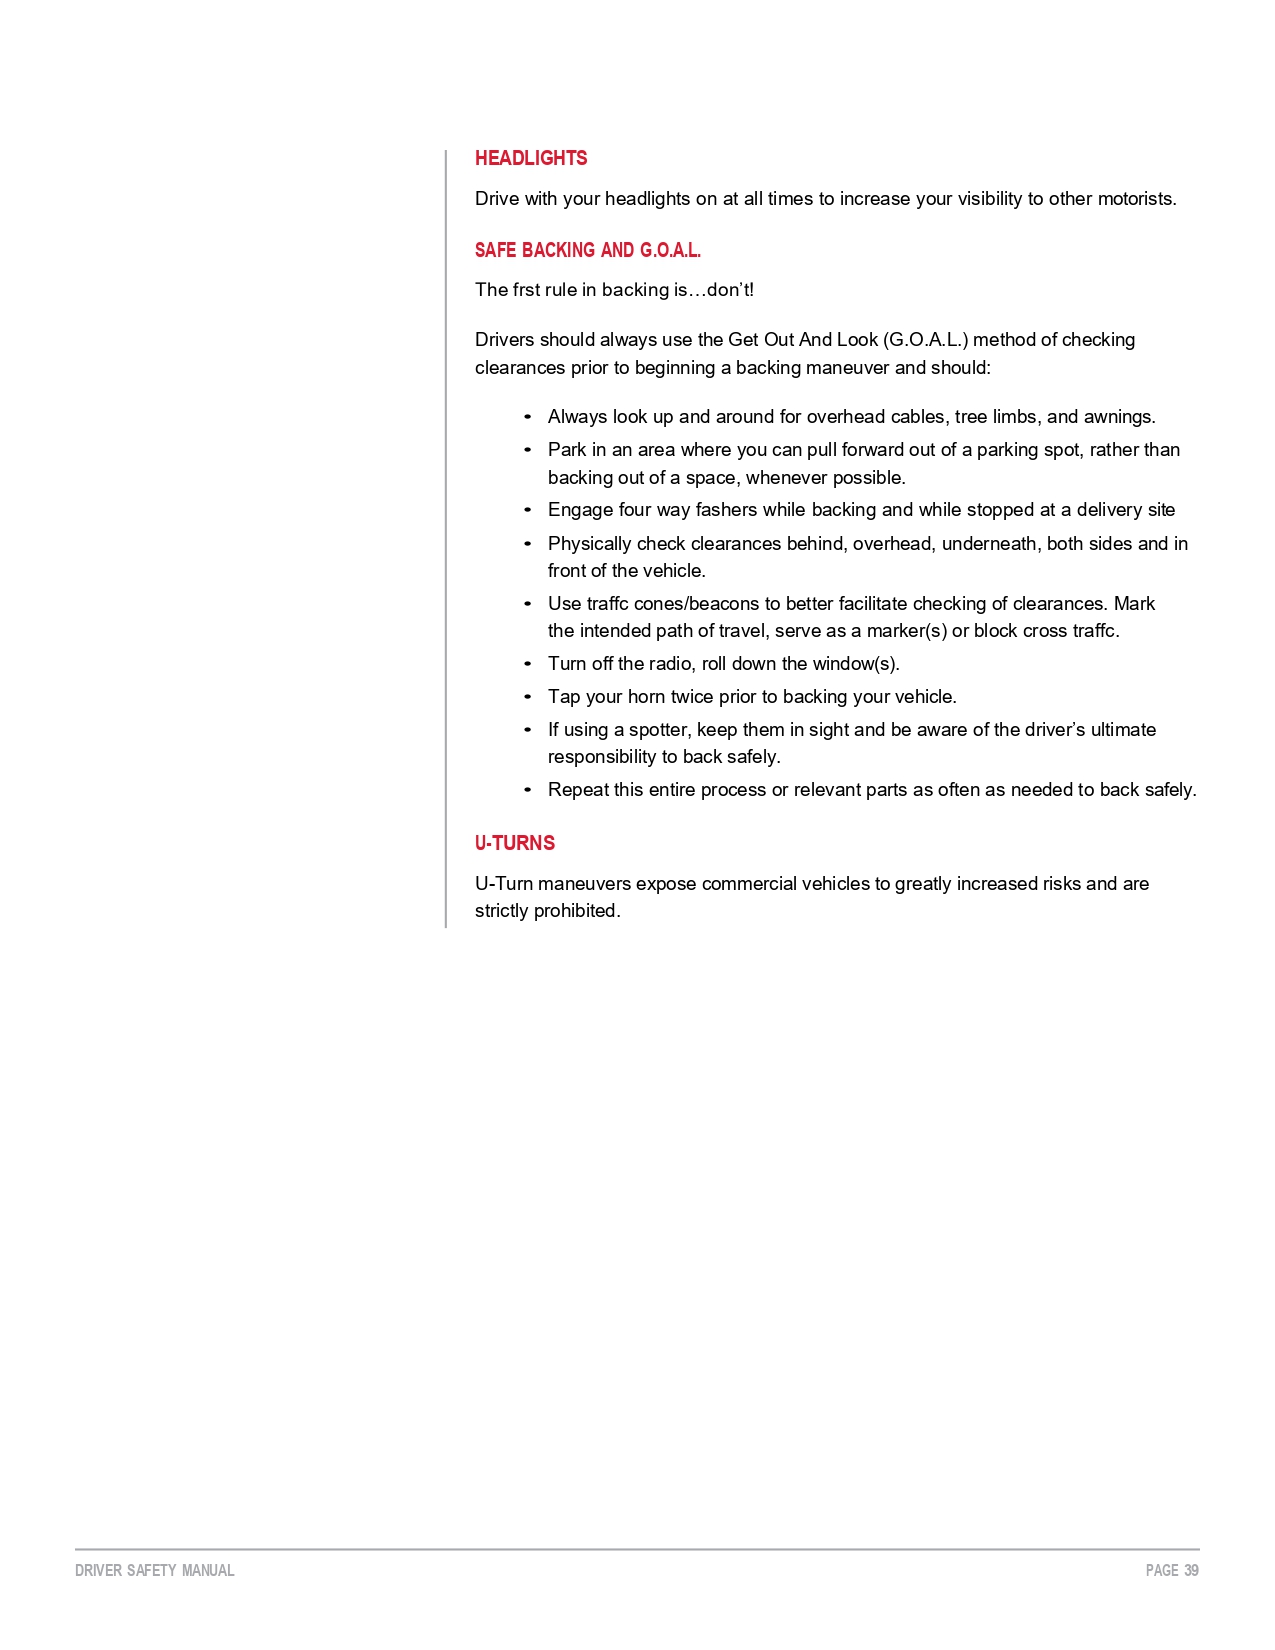 HEADLIGHTS
Drive with your headlights on at all times to increase your visibility to other motorists.
SAFE BACKING AND G.O.A.L.
The frst rule in backing is…don’t!
Drivers should always use the Get Out And Look (G.O.A.L.) method of checking
clearances prior to beginning a backing maneuver and should:
• Always look up and around for overhead cables, tree limbs, and awnings.
• Park in an area where you can pull forward out of a parking spot, rather than
backing out of a space, whenever possible.
• Engage four way fashers while backing and while stopped at a delivery site
• Physically check clearances behind, overhead, underneath, both sides and in
front of the vehicle.
• Use traffc cones/beacons to better facilitate checking of clearances. Mark
the intended path of travel, serve as a marker(s) or block cross traffc.
• Turn off the radio, roll down the window(s).
• Tap your horn twice prior to backing your vehicle.
• If using a spotter, keep them in sight and be aware of the driver’s ultimate
responsibility to back safely.
• Repeat this entire process or relevant parts as often as needed to back safely.
U-TURNS
U-Turn maneuvers expose commercial vehicles to greatly increased risks and are
strictly prohibited.
DRIVER SAFETY MANUAL
PAGE 39